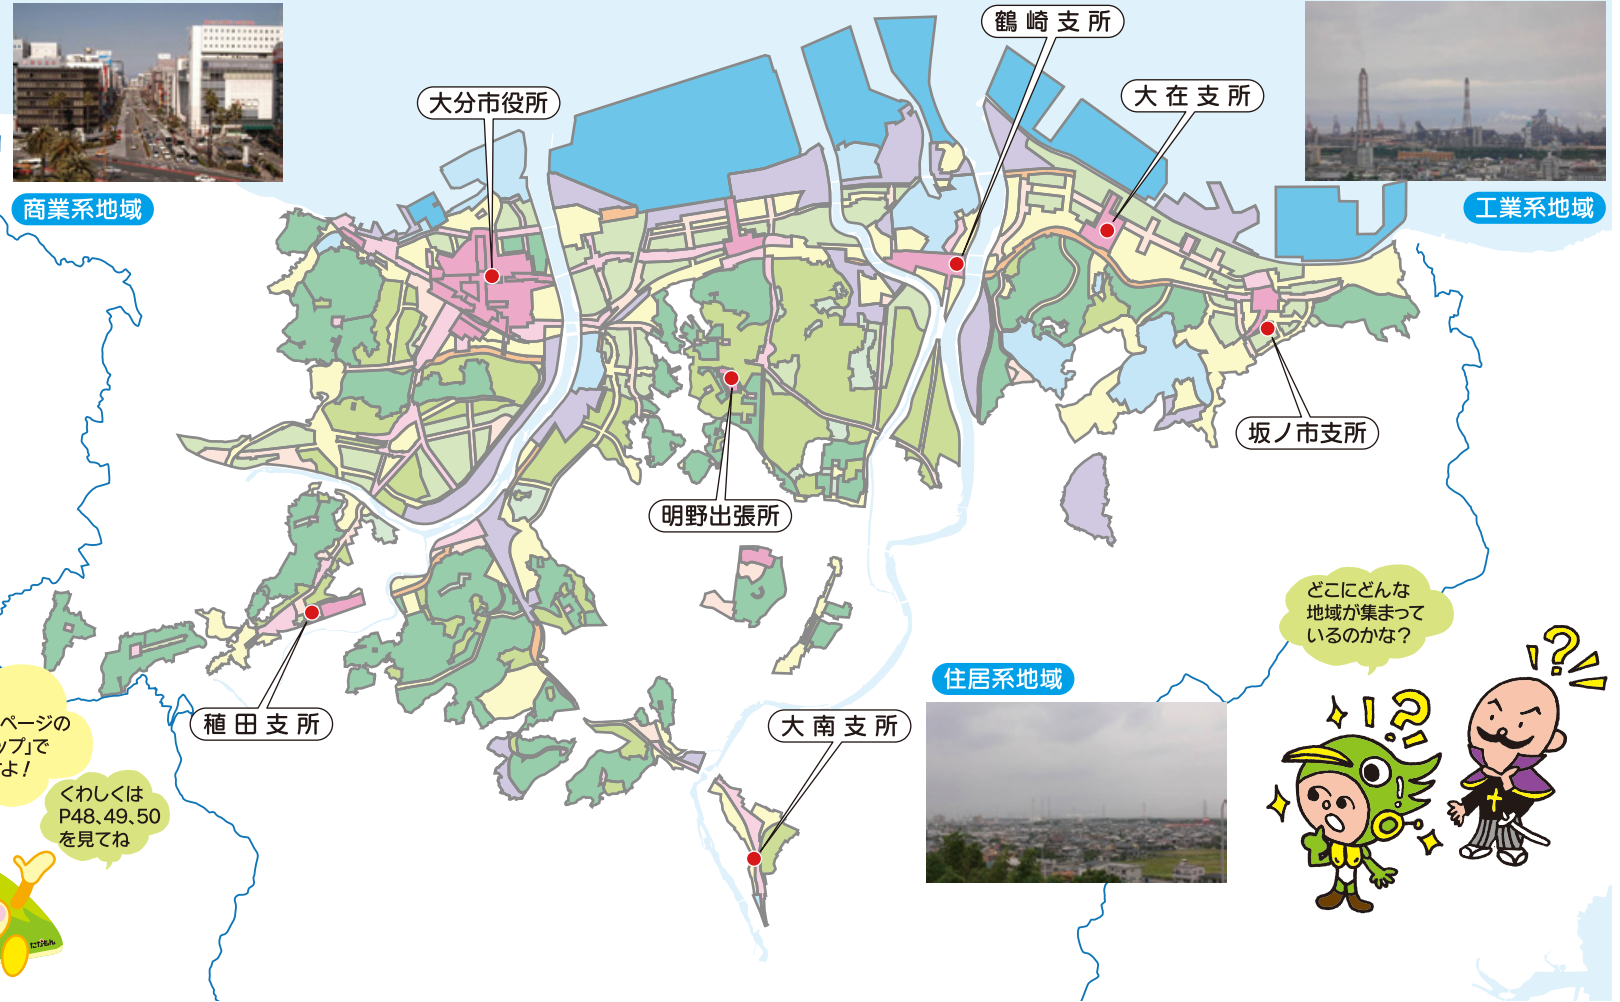 鶴崎支所
大分市役所
大在支所
商業系地域
工業系地域
坂ノ市支所
明野出張所
どこにどんな
地域が集まって
いるのかな?
住居系地域
稙田支所
大南支所
ページの
ップ」で
よ!
くわしくは
P48、49、50
を見てね
たなもん